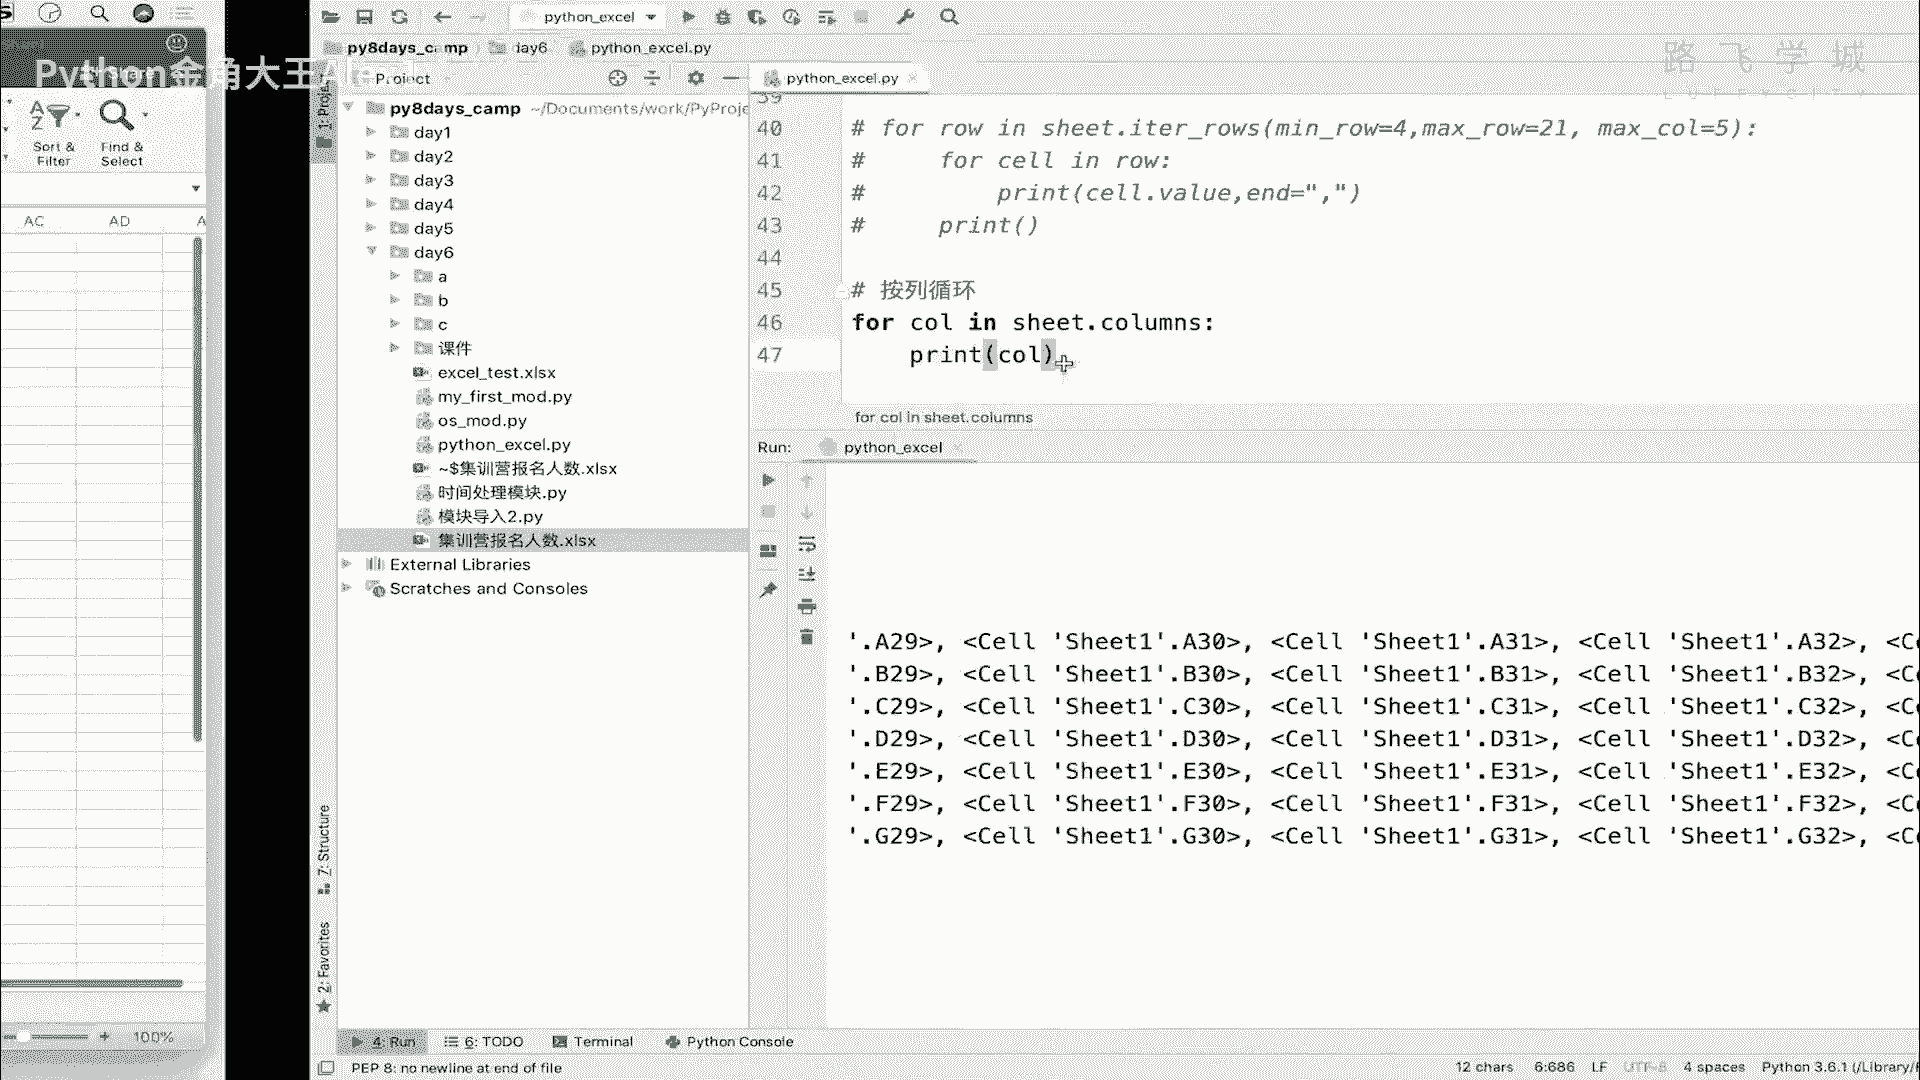 Python金角大王Al
路飞学城
LUFFYCITY
Sort & Filter
Find & Select
AC
AD
A
100%
python_excel
py8days_camp
day6
python_excel.py
Project
1: Proje
py8days_camp ~/Documents/work/PyProje
day1
day2
day3
day4
day5
day6
a
b
c
课件
excel_test.xlsx
my_first_mod.py
os_mod.py
python_excel.py
~$集训营报名人数.xlsx
时间处理模块.py
模块导入2.py
集训营报名人数.xlsx
External Libraries
Scratches and Consoles
7: Structure
2: Favorites
python_excel.py
39
40 # for row in sheet.iter_rows(min_row=4,max_row=21, max_col=5):
41 #     for cell in row:
42 #         print(cell.value,end=",")
43 #     print()
44
45 # 按列循环
46 for col in sheet.columns:
47     print(col)
for col in sheet.columns
Run: python_excel
'.A29>, <Cell 'Sheet1'.A30>, <Cell 'Sheet1'.A31>, <Cell 'Sheet1'.A32>, <C
'.B29>, <Cell 'Sheet1'.B30>, <Cell 'Sheet1'.B31>, <Cell 'Sheet1'.B32>, <C
'.C29>, <Cell 'Sheet1'.C30>, <Cell 'Sheet1'.C31>, <Cell 'Sheet1'.C32>, <C
'.D29>, <Cell 'Sheet1'.D30>, <Cell 'Sheet1'.D31>, <Cell 'Sheet1'.D32>, <C
'.E29>, <Cell 'Sheet1'.E30>, <Cell 'Sheet1'.E31>, <Cell 'Sheet1'.E32>, <C
'.F29>, <Cell 'Sheet1'.F30>, <Cell 'Sheet1'.F31>, <Cell 'Sheet1'.F32>, <C
'.G29>, <Cell 'Sheet1'.G30>, <Cell 'Sheet1'.G31>, <Cell 'Sheet1'.G32>, <C
4: Run
6: TODO
Terminal
Python Console
PEP 8: no newline at end of file
12 chars 6:686 LF UTF-8 4 spaces Python 3.6.1 (/Library/F